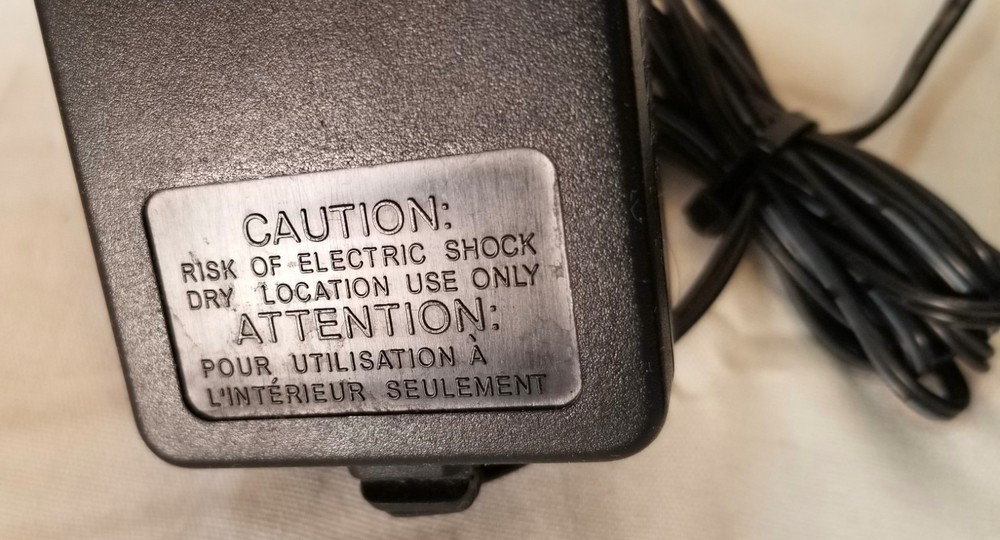 CAUTION:
RISK OF ELECTRIC SHOCK
DRY LOCATION USE ONLY
ATTENTION:
POUR UTILISATION À
L'INTÉRIEUR SEULEMENT